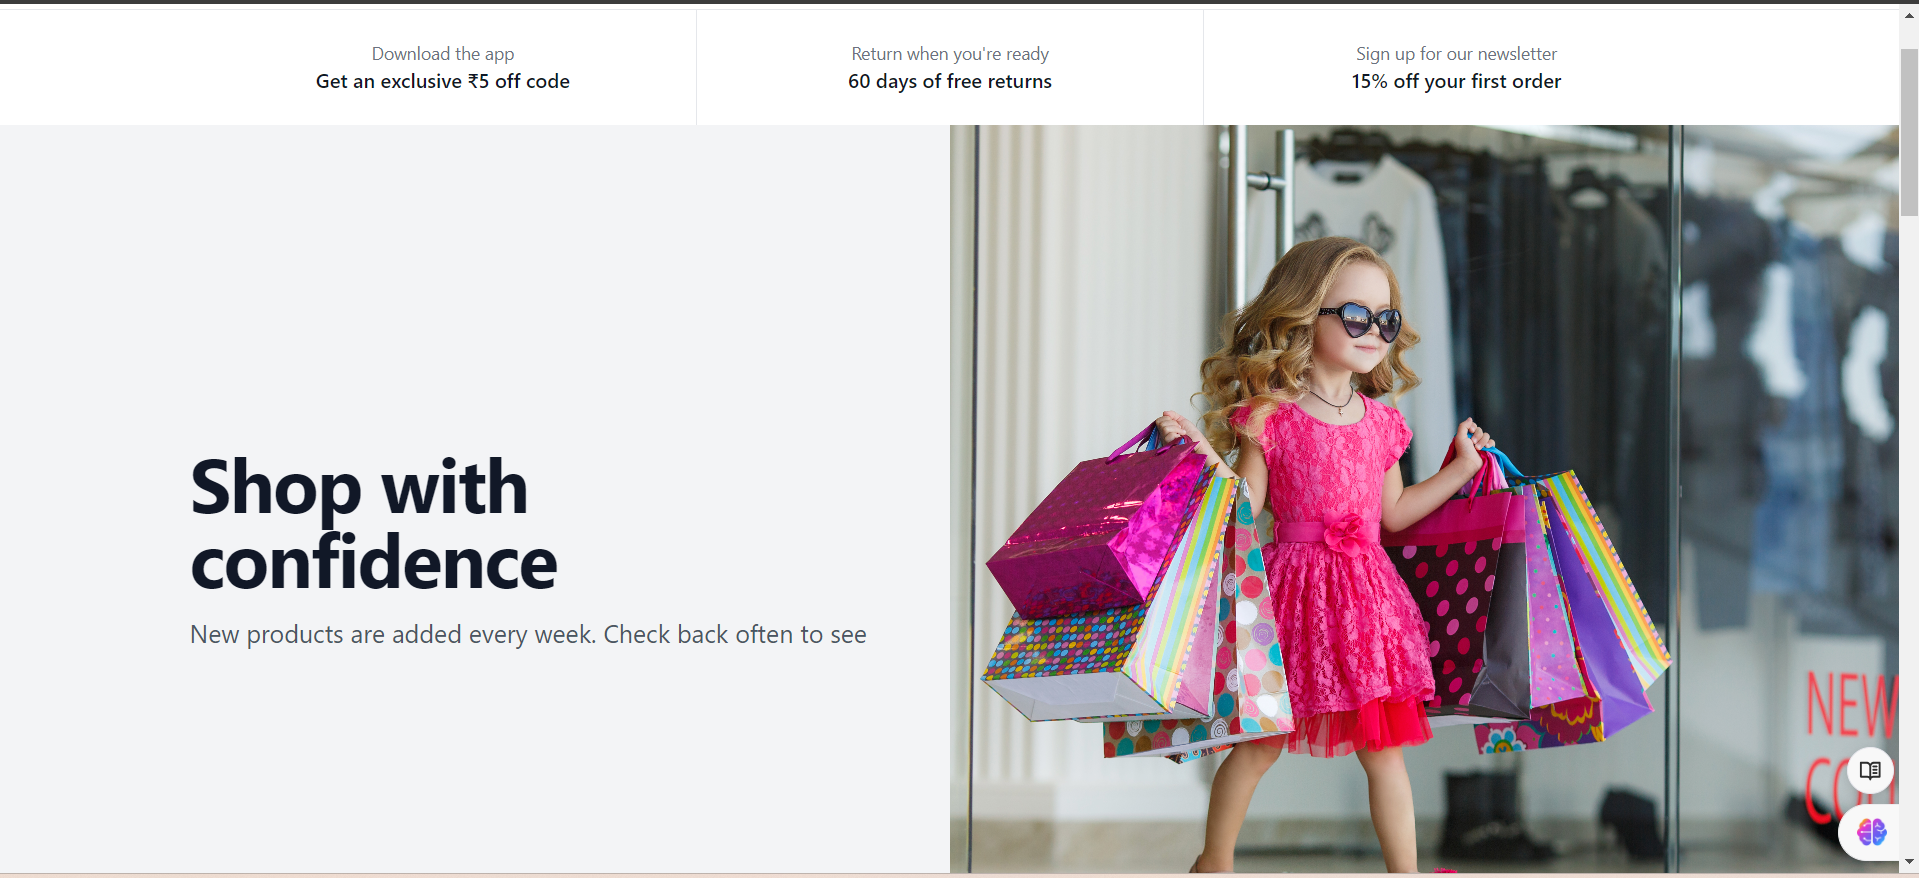 Download the app
Get an exclusive ₹5 off code
Return when you're ready
60 days of free returns
Sign up for our newsletter
15% off your first order
Shop with
confidence
New products are added every week. Check back often to see
NEW